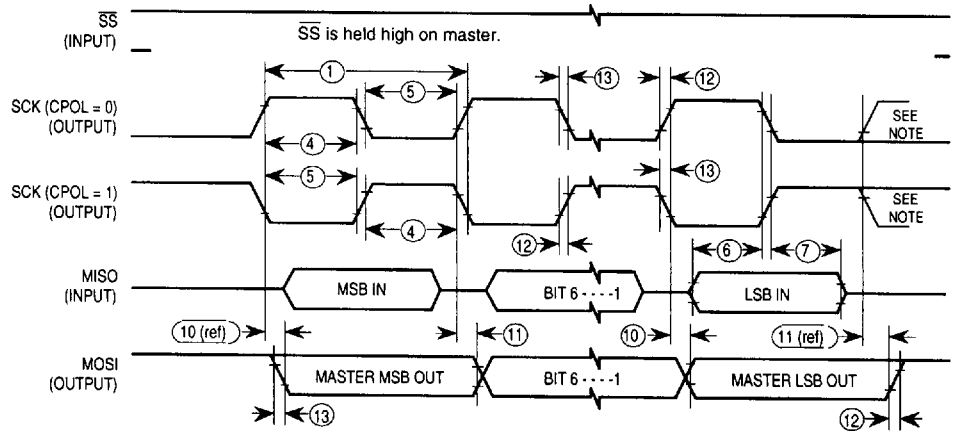 SS
(INPUT)
SS is held high on master.
1
13
12
5
SCK (CPOL = 0)
(OUTPUT)
SEE
NOTE
4
5
13
SCK (CPOL = 1)
(OUTPUT)
SEE
NOTE
4
12
6
7
MISO
(INPUT)
MSB IN
BIT 6 - - - - -1
LSB IN
10 (ref)
11
10
11 (ref)
MOSI
(OUTPUT)
MASTER MSB OUT
BIT 6 - - - - -1
MASTER LSB OUT
13
12